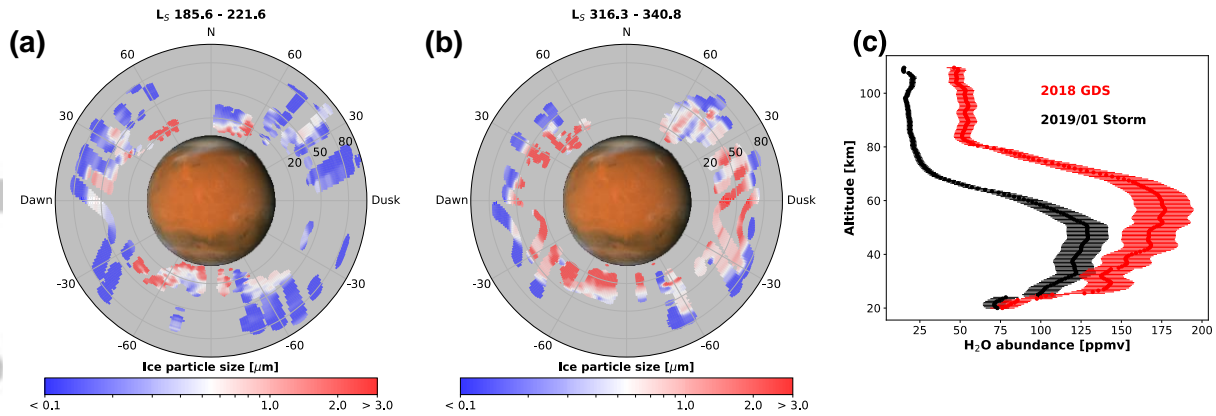 (a)
L_S 185.6 - 221.6
N
60
60
30
30
80
50
20
Dawn
Dusk
-30
-30
-60
-60
Ice particle size [μm]
< 0.1
1.0
2.0
> 3.0
(b)
L_S 316.3 - 340.8
N
60
60
30
30
80
50
20
Dawn
Dusk
-30
-30
-60
-60
Ice particle size [μm]
< 0.1
1.0
2.0
> 3.0
(c)
2018 GDS
2019/01 Storm
Altitude [km]
100
80
60
40
20
25
50
75
100
125
150
175
200
H₂O abundance [ppmv]